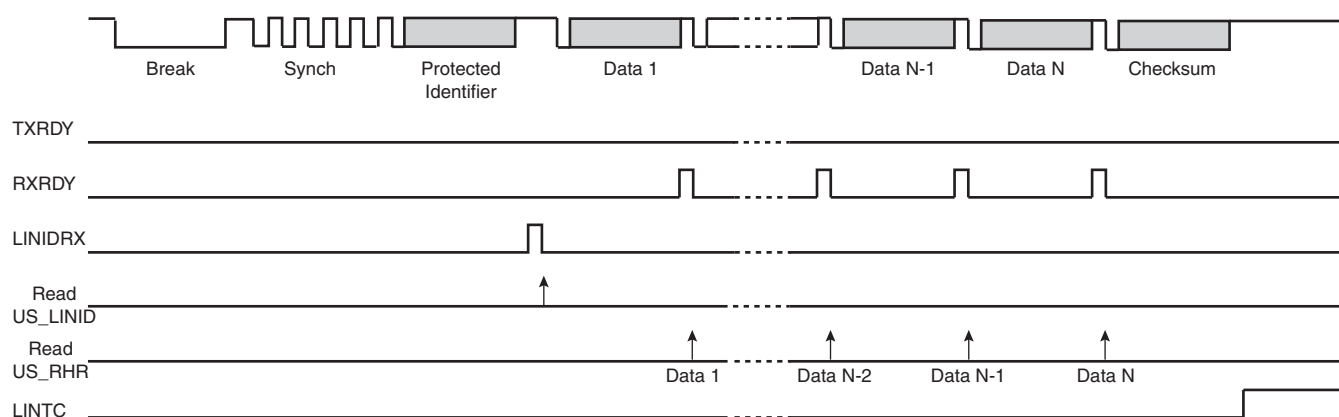 Break Synch Protected Data 1 Data N-1 Data N Checksum
Identifier
TXRDY
RXRDY
LINIDRX
Read
US_LINID
Read
US_RHR
Data 1 Data N-2 Data N-1 Data N
LINTC